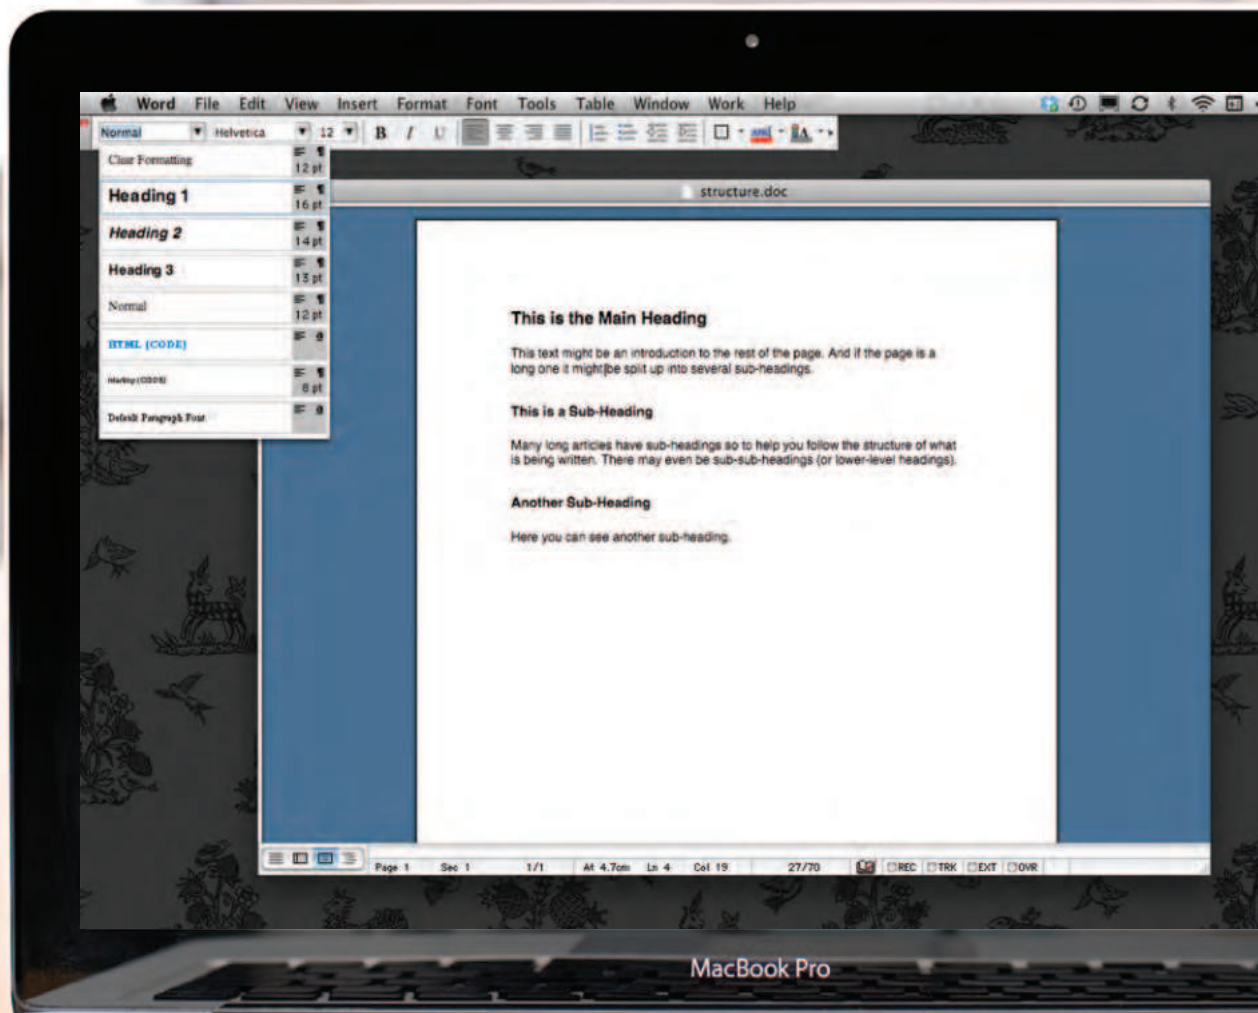 Word File Edit View Insert Format Font Tools Table Window Work Help
Normal Helvetica 12 B I U
Clear Formatting 12 pt
structure.doc
Heading 1 16 pt
Heading 2 14 pt
Heading 3 13 pt
Normal 12 pt
HTML (CODE)
8 pt
Default Paragraph Font
This is the Main Heading
This text might be an introduction to the rest of the page. And if the page is a
long one it might be split up into several sub-headings.
This is a Sub-Heading
Many long articles have sub-headings so to help you follow the structure of what
is being written. There may even be sub-sub-headings (or lower-level headings).
Another Sub-Heading
Here you can see another sub-heading.
Page 1 Sec 1 1/1 At 4.7cm Ln 4 Col 19 27/70 REC TRK EXT OVR
MacBook Pro